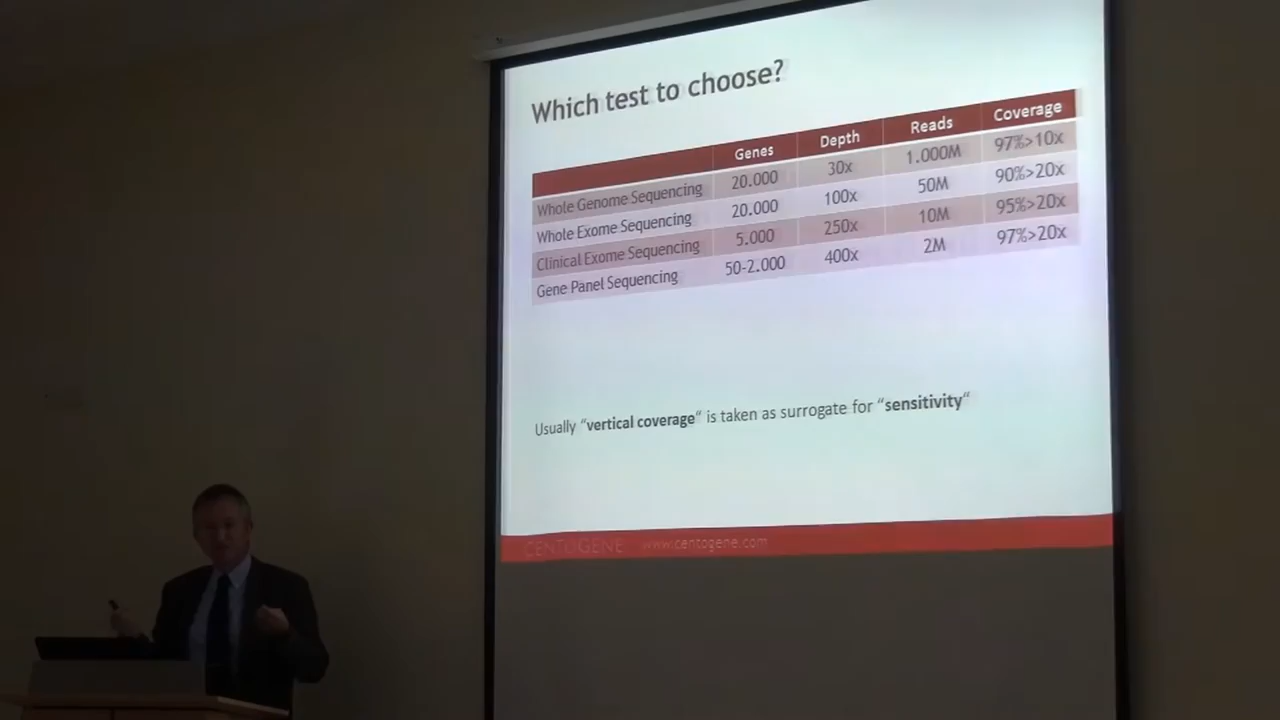 Which test to choose?
Genes Depth Reads Coverage
Whole Genome Sequencing 20.000 30x 1.000M 97%>10x
Whole Exome Sequencing 20.000 100x 50M 90%>20x
Clinical Exome Sequencing 5.000 250x 10M 95%>20x
Gene Panel Sequencing 50-2.000 400x 2M 97%>20x
Usually “vertical coverage“ is taken as surrogate for “sensitivity“
CENTOGENE www.centogene.com